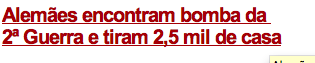 Alemães encontram bomba da
2ª Guerra e tiram 2,5 mil de casa